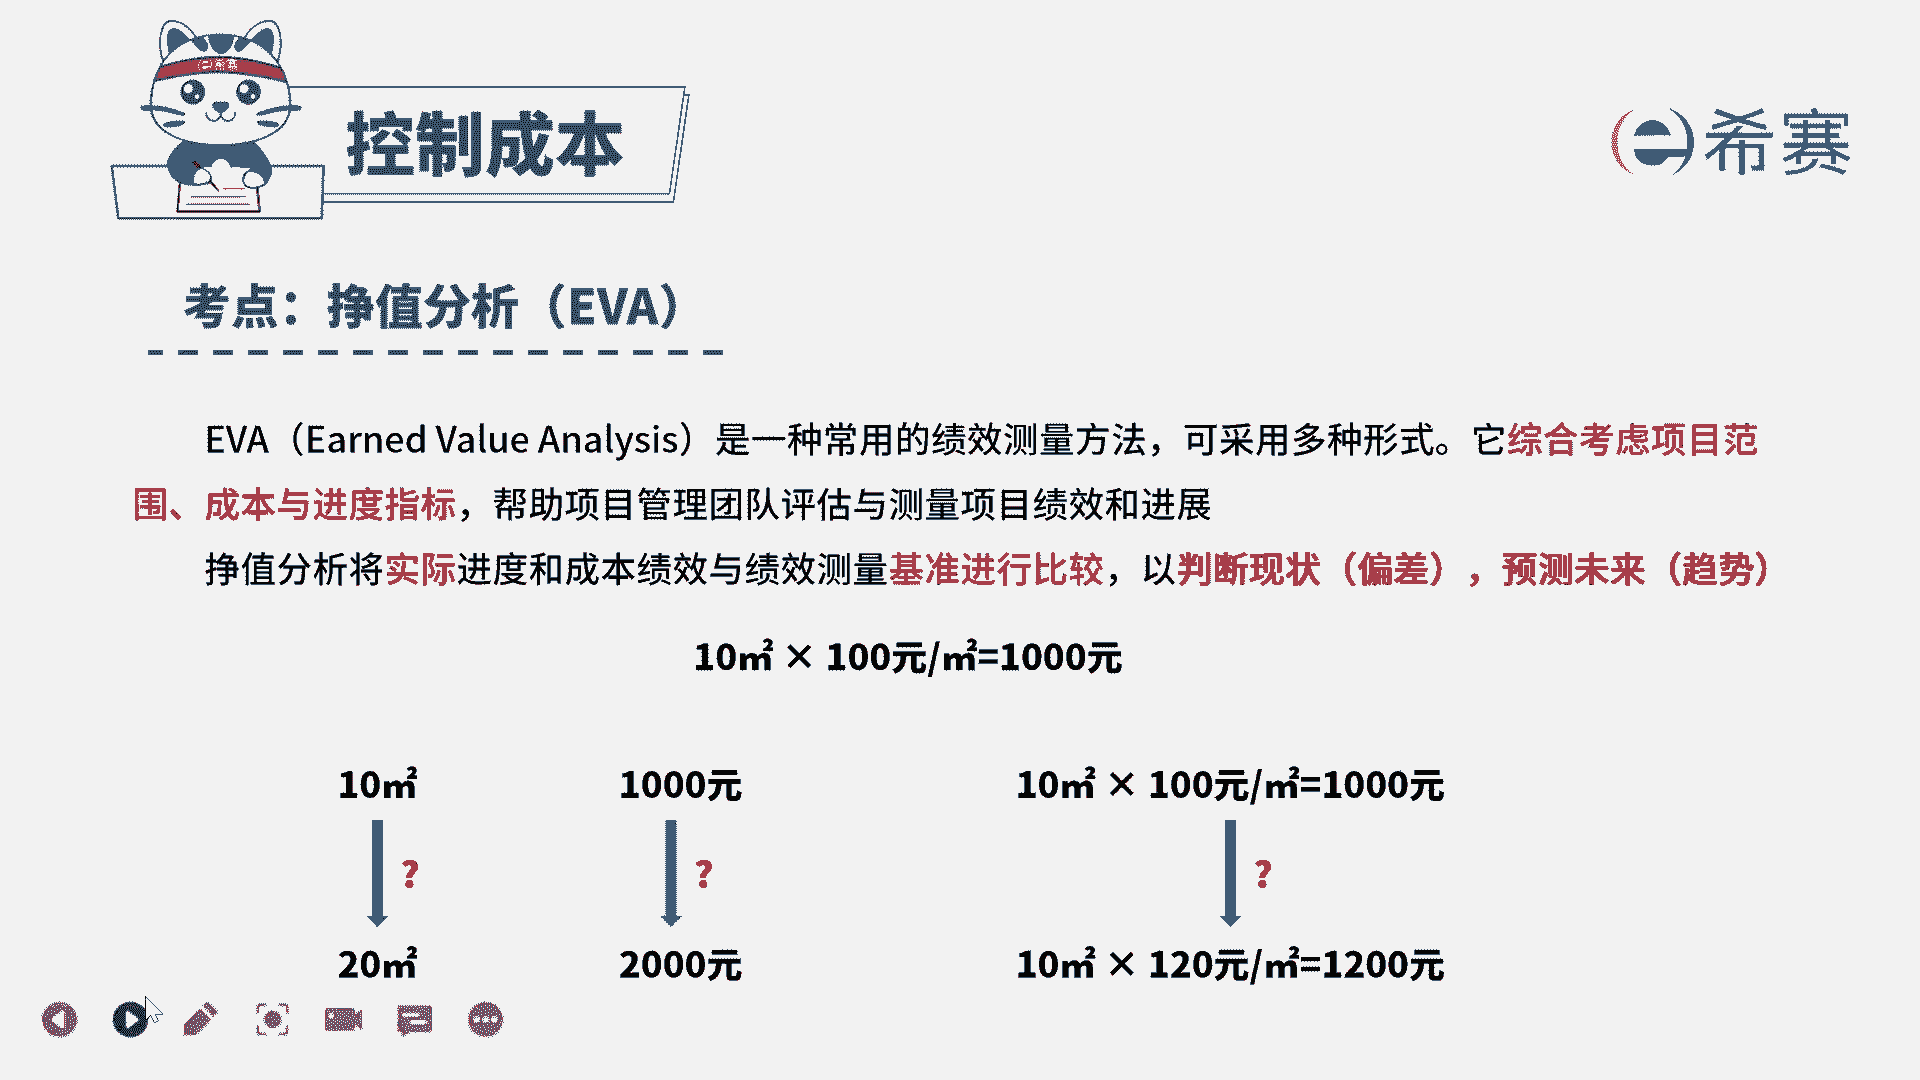 希赛
控制成本
希赛
考点：挣值分析（EVA）
EVA（Earned Value Analysis）是一种常用的绩效测量方法，可采用多种形式。它综合考虑项目范
围、成本与进度指标，帮助项目管理团队评估与测量项目绩效和进展
挣值分析将实际进度和成本绩效与绩效测量基准进行比较，以判断现状（偏差），预测未来（趋势）
10㎡ × 100元/㎡=1000元
10㎡ 1000元 10㎡ × 100元/㎡=1000元
? ? ?
20㎡ 2000元 10㎡ × 120元/㎡=1200元